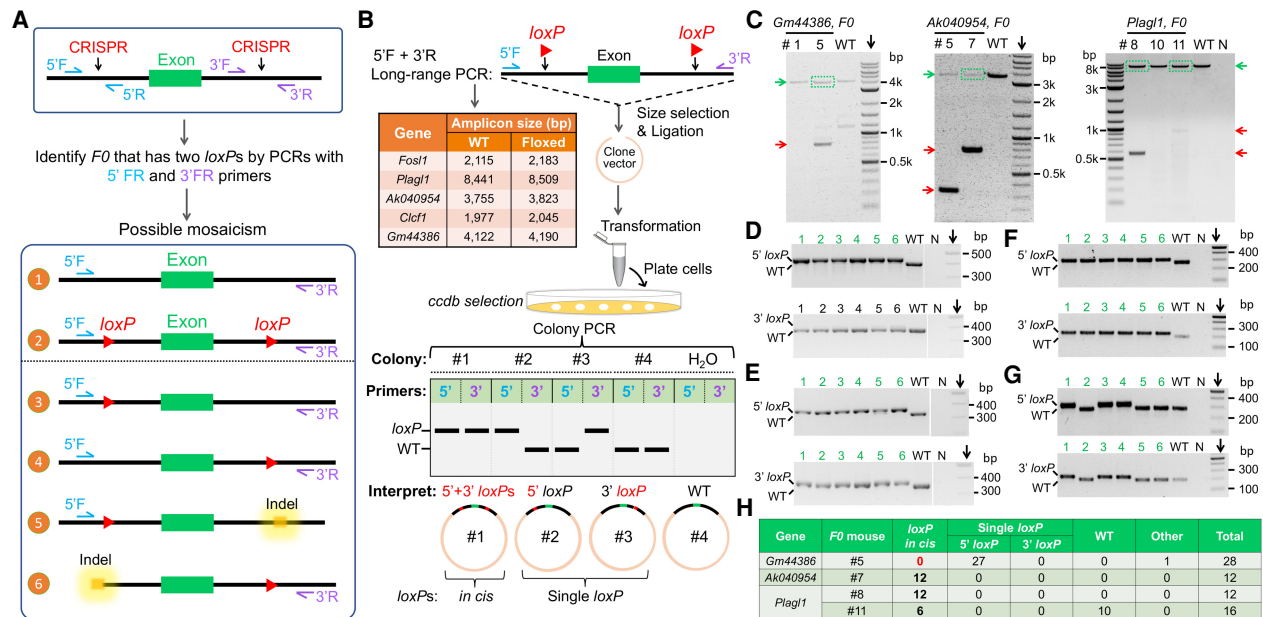 A
CRISPR
CRISPR
Exon
5'F
3'F
5'R
3'R
Identify F0 that has two loxPs by PCRs with
5' FR and 3'FR primers
Possible mosaicism
1
5'F
Exon
3'R
2
5'F
loxP
Exon
loxP
3'R
3
5'F
3'R
4
5'F
3'R
5
5'F
Indel
6
Indel
3'R
B
5'F + 3'R
Long-range PCR:
5'F
loxP
Exon
loxP
3'R
Gene
Amplicon size (bp)
WT
Floxed
Fosl1
2,115
2,183
Plagl1
8,441
8,509
Ak040954
3,755
3,823
Clcf1
1,977
2,045
Gm44386
4,122
4,190
Size selection
& Ligation
Clone
vector
Transformation
Plate cells
ccdb selection
Colony PCR
Colony: #1 #2 #3 #4 H2O
Primers: 5' 3' 5' 3' 5' 3' 5' 3' 5' 3'
loxP
WT
Interpret: 5'+3' loxPs 5' loxP 3' loxP WT
#1 #2 #3 #4
loxPs: in cis Single loxP
C
Gm44386, F0
# 1 5 WT
bp
4k
2k
1k
0.5k
Ak040954, F0
# 5 7 WT
bp
3k
2k
1k
0.5k
Plagl1, F0
# 8 10 11 WT N
bp
8k
3k
1k
0.5k
D
1 2 3 4 5 6 WT N bp
5' loxP
WT
500
300
1 2 3 4 5 6 WT N bp
3' loxP
WT
400
300
E
1 2 3 4 5 6 WT N bp
5' loxP
WT
400
300
1 2 3 4 5 6 WT N bp
3' loxP
WT
400
300
F
1 2 3 4 5 6 WT N bp
5' loxP
WT
400
200
1 2 3 4 5 6 WT N bp
3' loxP
WT
300
100
G
1 2 3 4 5 6 WT N bp
5' loxP
WT
400
200
1 2 3 4 5 6 WT N bp
3' loxP
WT
300
100
H
Gene
F0 mouse
loxP
in cis
Single loxP
5' loxP
3' loxP
WT
Other
Total
Gm44386 #5 0 27 0 0 1 28
Ak040954 #7 12 0 0 0 0 12
Plagl1
#8 12 0 0 0 0 12
#11 6 0 0 10 0 16